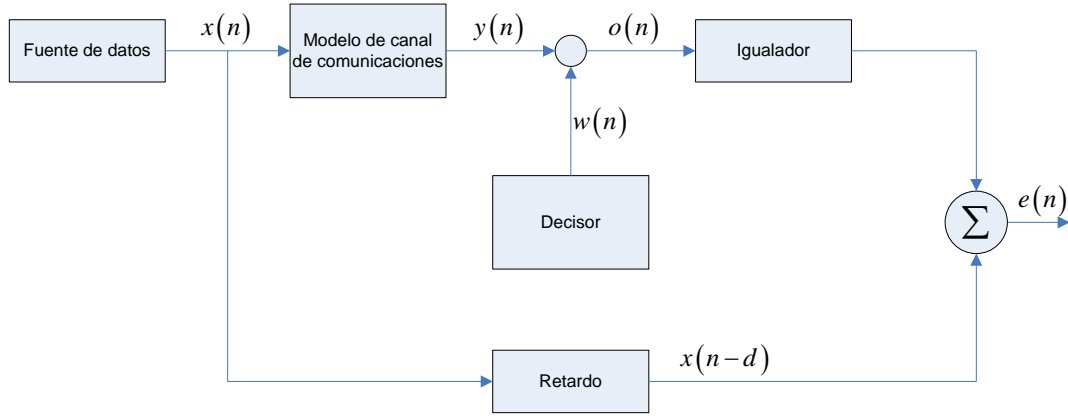 Fuente de datos
x(n)
Modelo de canal
de comunicaciones
y(n)
o(n)
Igualador
w(n)
Decisor
Σ
e(n)
Retardo
x(n−d)